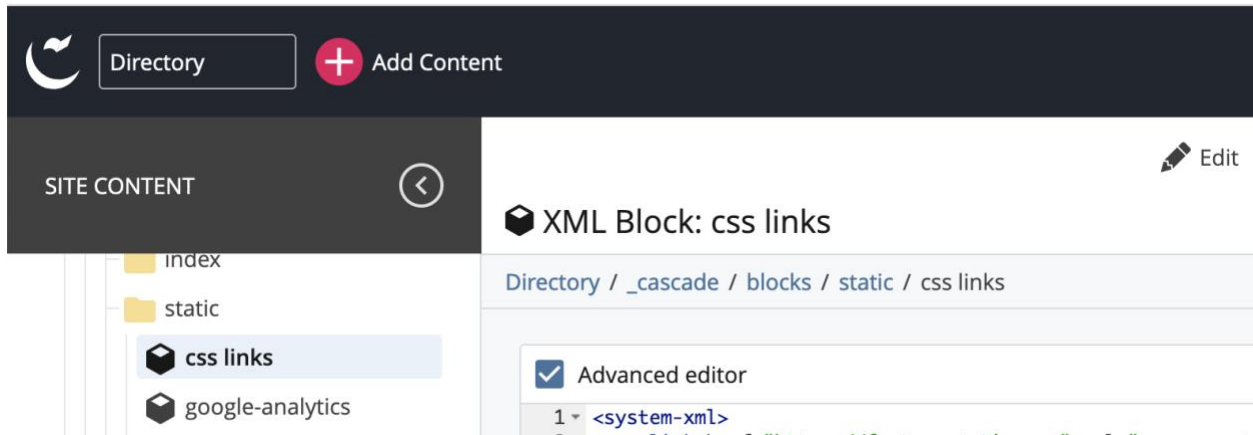 Directory
Add Content
SITE CONTENT
Edit
XML Block: css links
index
Directory / _cascade / blocks / static / css links
static
css links
Advanced editor
google-analytics
1 <system-xml>